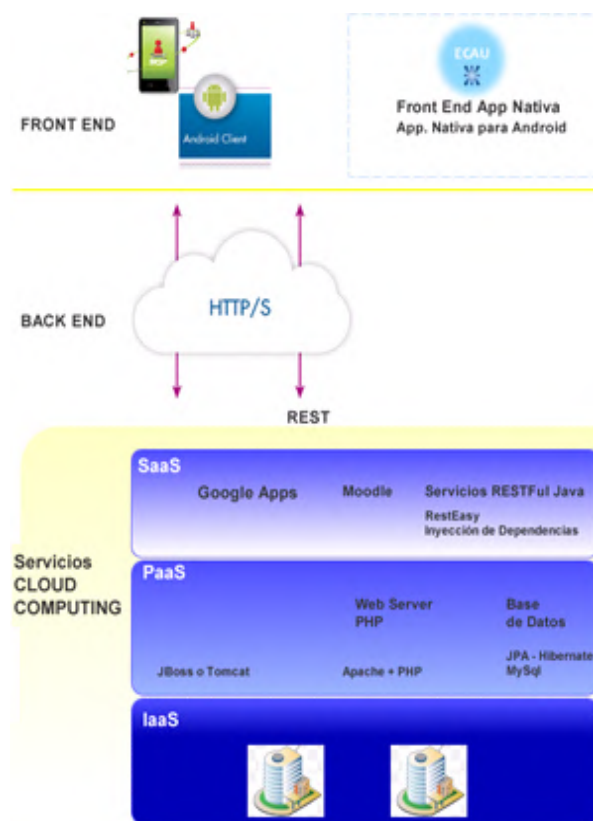 ECAU
Front End App Nativa
App. Nativa para Android
FRONT END
Android Client
HTTP/S
BACK END
REST
SaaS
Google Apps
Moodle
Servicios RESTFul Java
RestEasy
Inyección de Dependencias
Servicios
CLOUD
COMPUTING
PaaS
Web Server
PHP
Base
de Datos
JBoss o Tomcat
Apache + PHP
JPA - Hibernate
MySql
IaaS